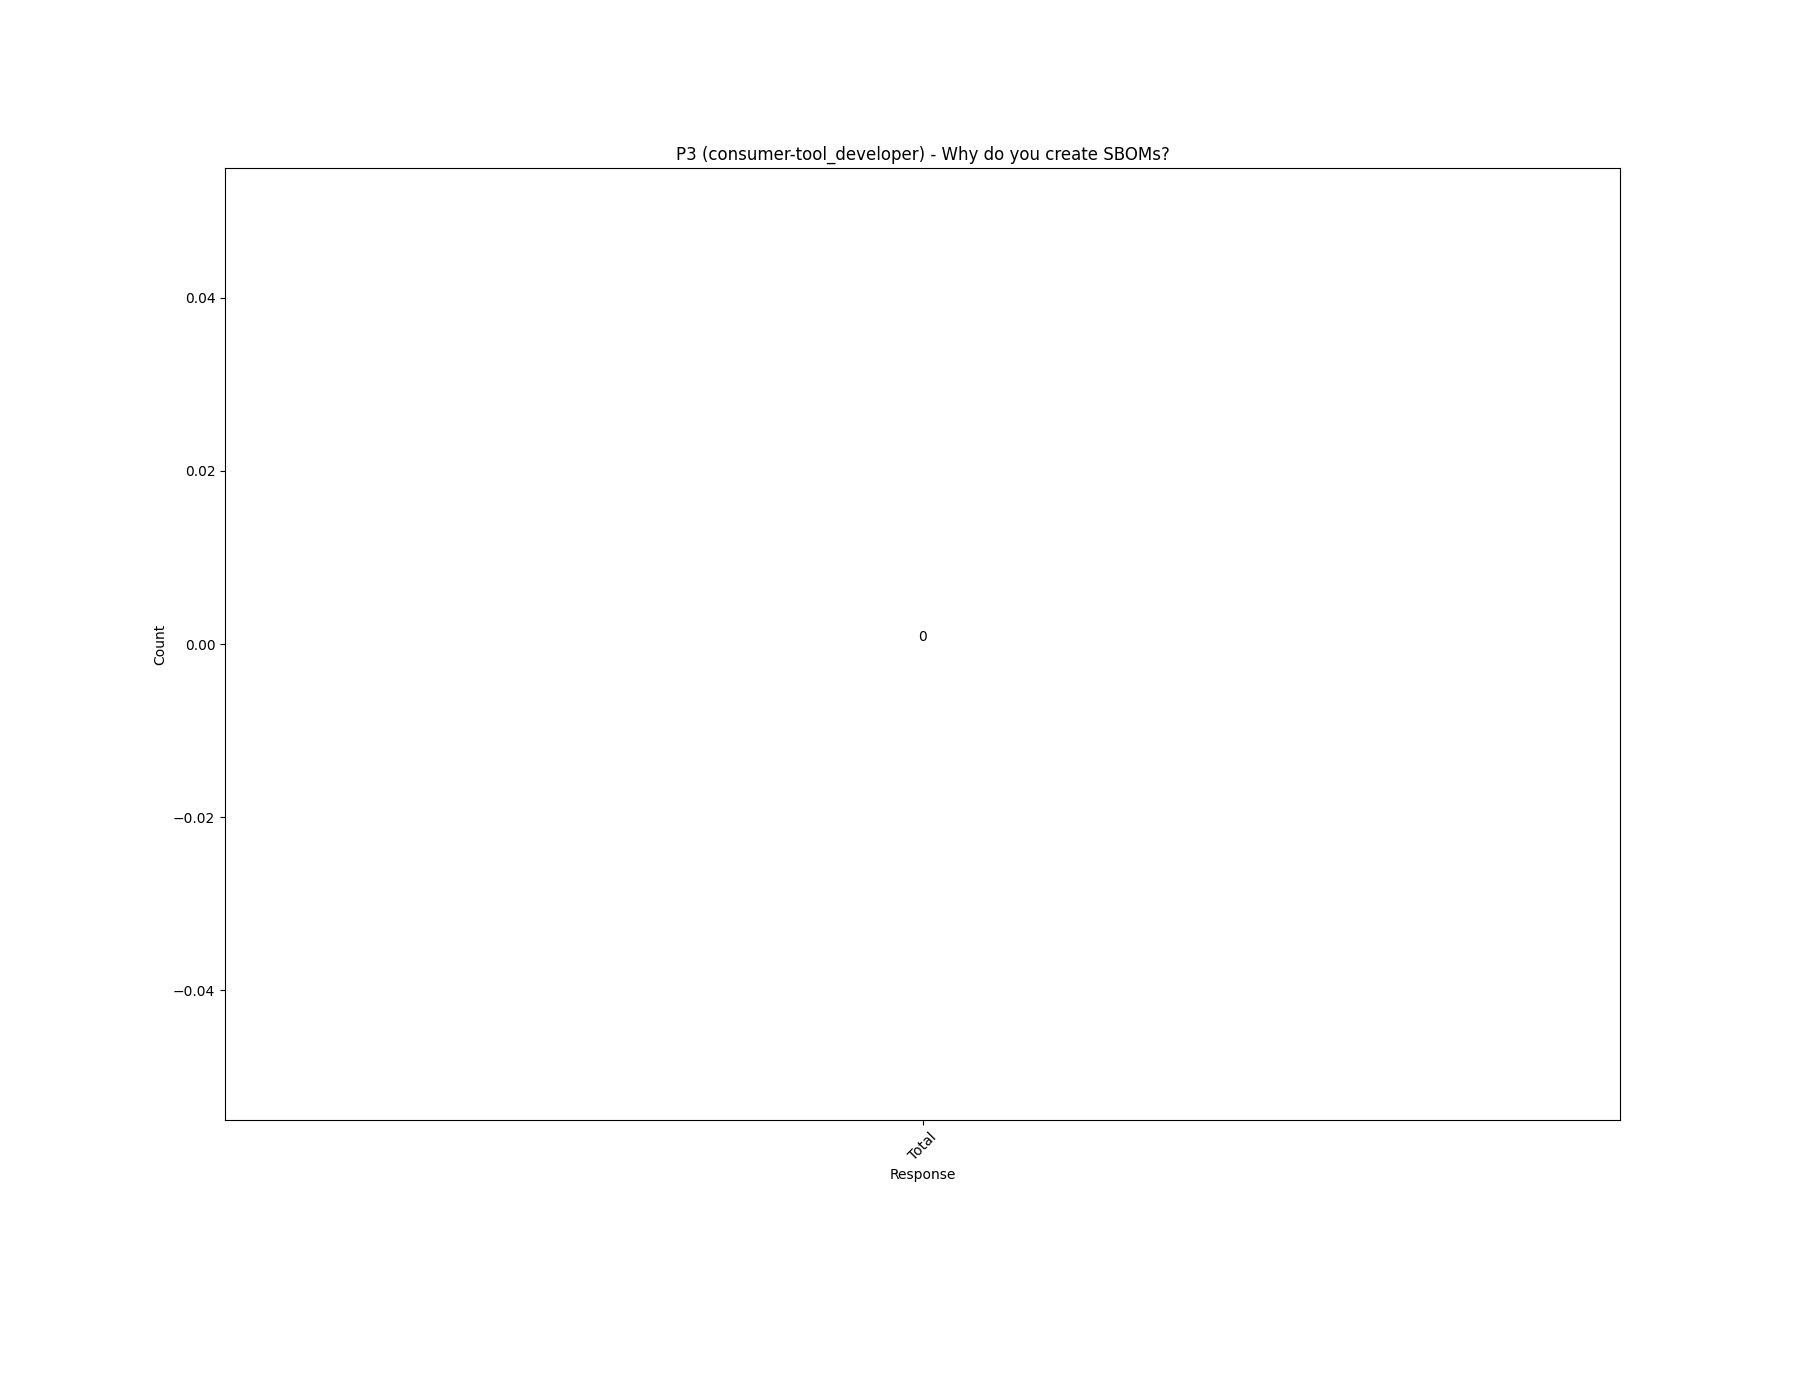 P3 (consumer-tool_developer) - Why do you create SBOMs?
0.04
0.02
0.00
−0.02
−0.04
Count
0
Total
Response